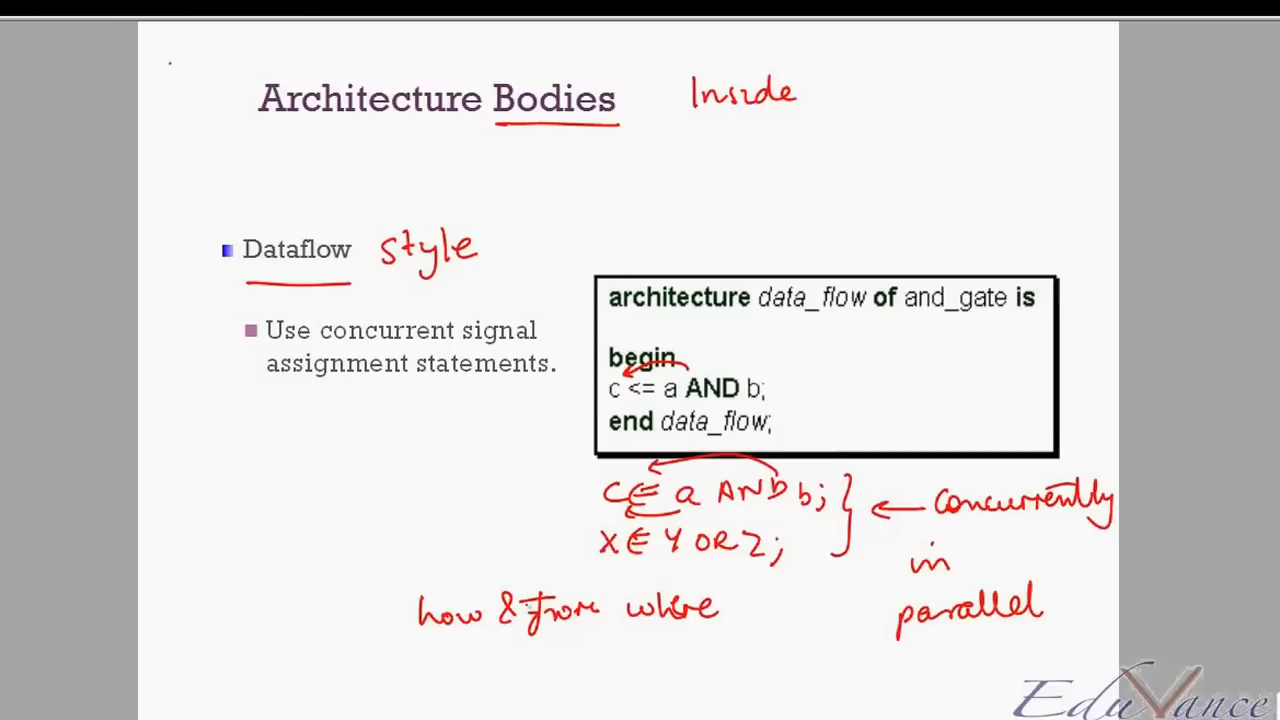 Architecture Bodies Inside
Dataflow style
Use concurrent signal
assignment statements.
architecture data_flow of and_gate is
begin
c <= a AND b;
end data_flow;
C <= a AND b;
X <= Y OR Z;
← Concurrently
in
parallel
how & from where
EduVance